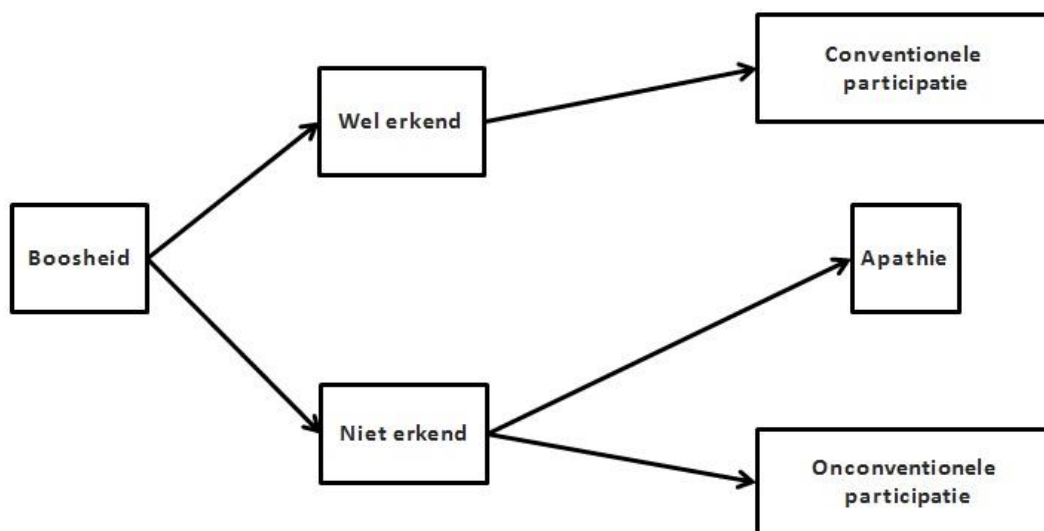 Conventionele
participatie
Wel erkend
Boosheid
Apathie
Niet erkend
Onconventionele
participatie